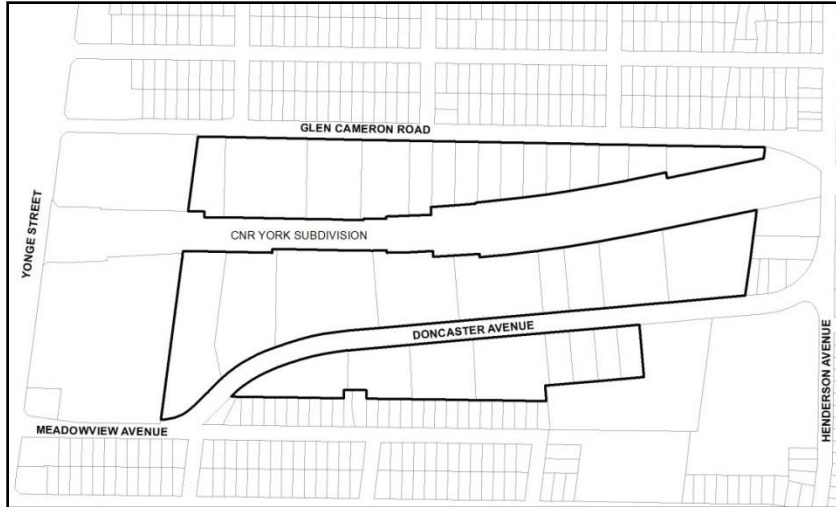 GLEN CAMERON ROAD
YONGE STREET
CNR YORK SUBDIVISION
DONCASTER AVENUE
HENDERSON AVENUE
MEADOWVIEW AVENUE